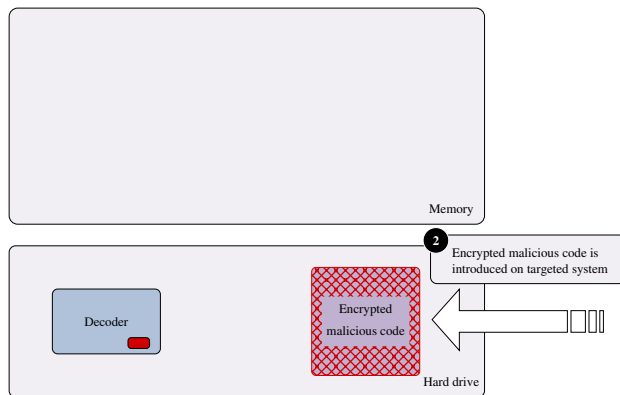 Memory
2
Encrypted malicious code is
introduced on targeted system
Decoder
Encrypted
malicious code
Hard drive